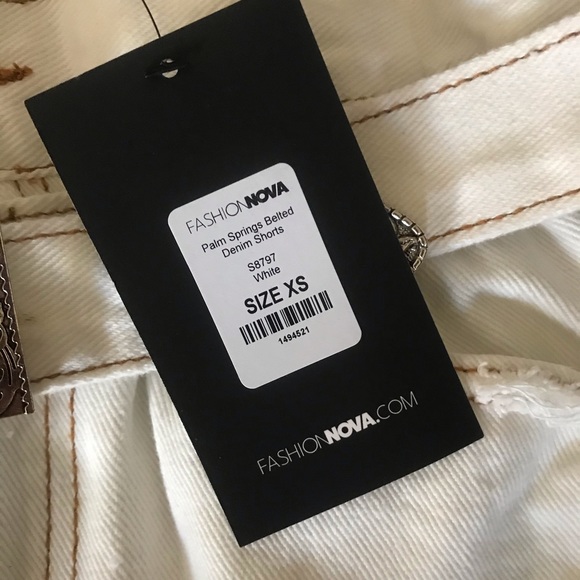 FASHIONNOVA
Palm Springs Belted
Denim Shorts
S8797
White
SIZE XS
1494521
FASHIONNOVA.COM